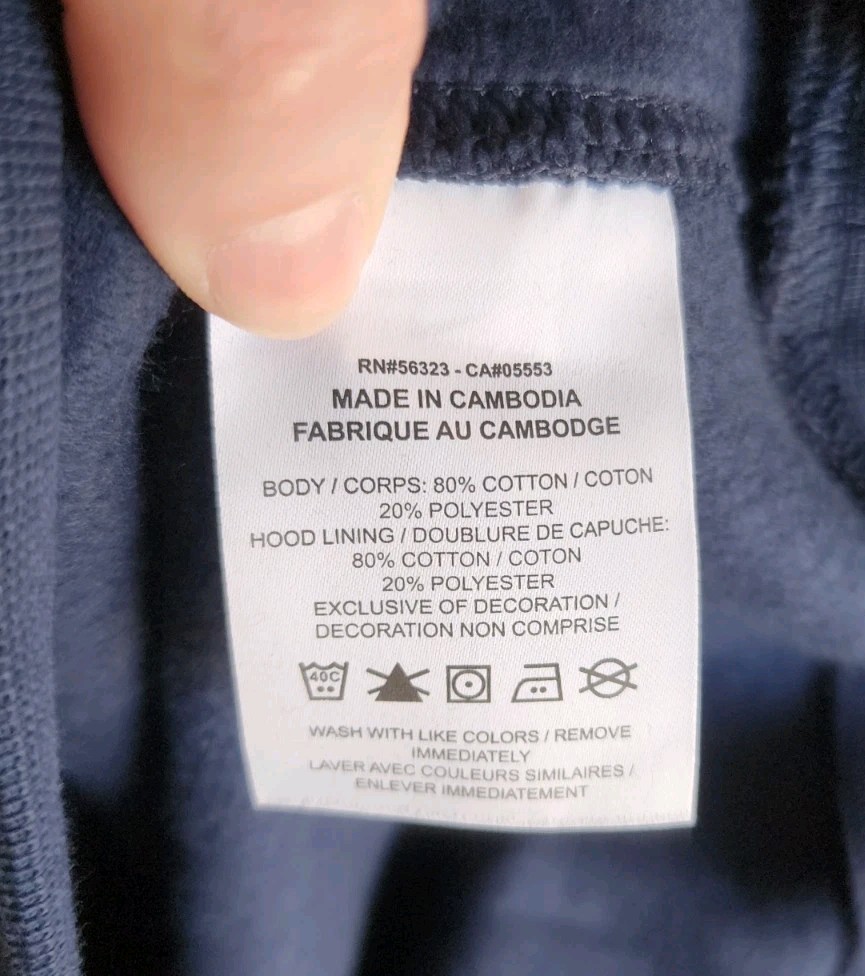 RN#56323 - CA#05553
MADE IN CAMBODIA
FABRIQUE AU CAMBODGE
BODY / CORPS: 80% COTTON / COTON
20% POLYESTER
HOOD LINING / DOUBLURE DE CAPUCHE:
80% COTTON / COTON
20% POLYESTER
EXCLUSIVE OF DECORATION /
DECORATION NON COMPRISE
40C
WASH WITH LIKE COLORS / REMOVE
IMMEDIATELY
LAVER AVEC COULEURS SIMILAIRES /
ENLEVER IMMEDIATEMENT